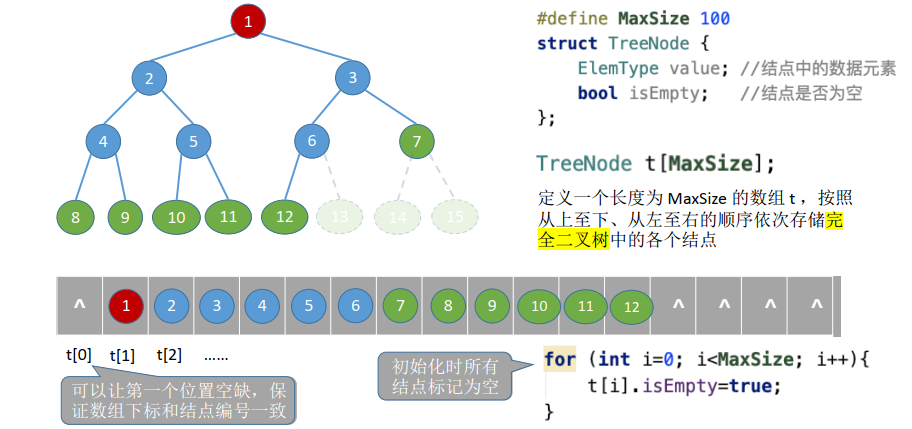 1
2
3
4
5
6
7
8
9
10
11
12
13
14
15
#define MaxSize 100
struct TreeNode {
ElemType value; //结点中的数据元素
bool isEmpty; //结点是否为空
};
TreeNode t[MaxSize];
定义一个长度为 MaxSize 的数组 t ，按照
从上至下、从左至右的顺序依次存储完
全二叉树中的各个结点
^ 1 2 3 4 5 6 7 8 9 10 11 12 ^ ^ ^ ^
t[0] t[1] t[2] ……
可以让第一个位置空缺，保
证数组下标和结点编号一致
初始化时所有
结点标记为空
for (int i=0; i<MaxSize; i++){
t[i].isEmpty=true;
}